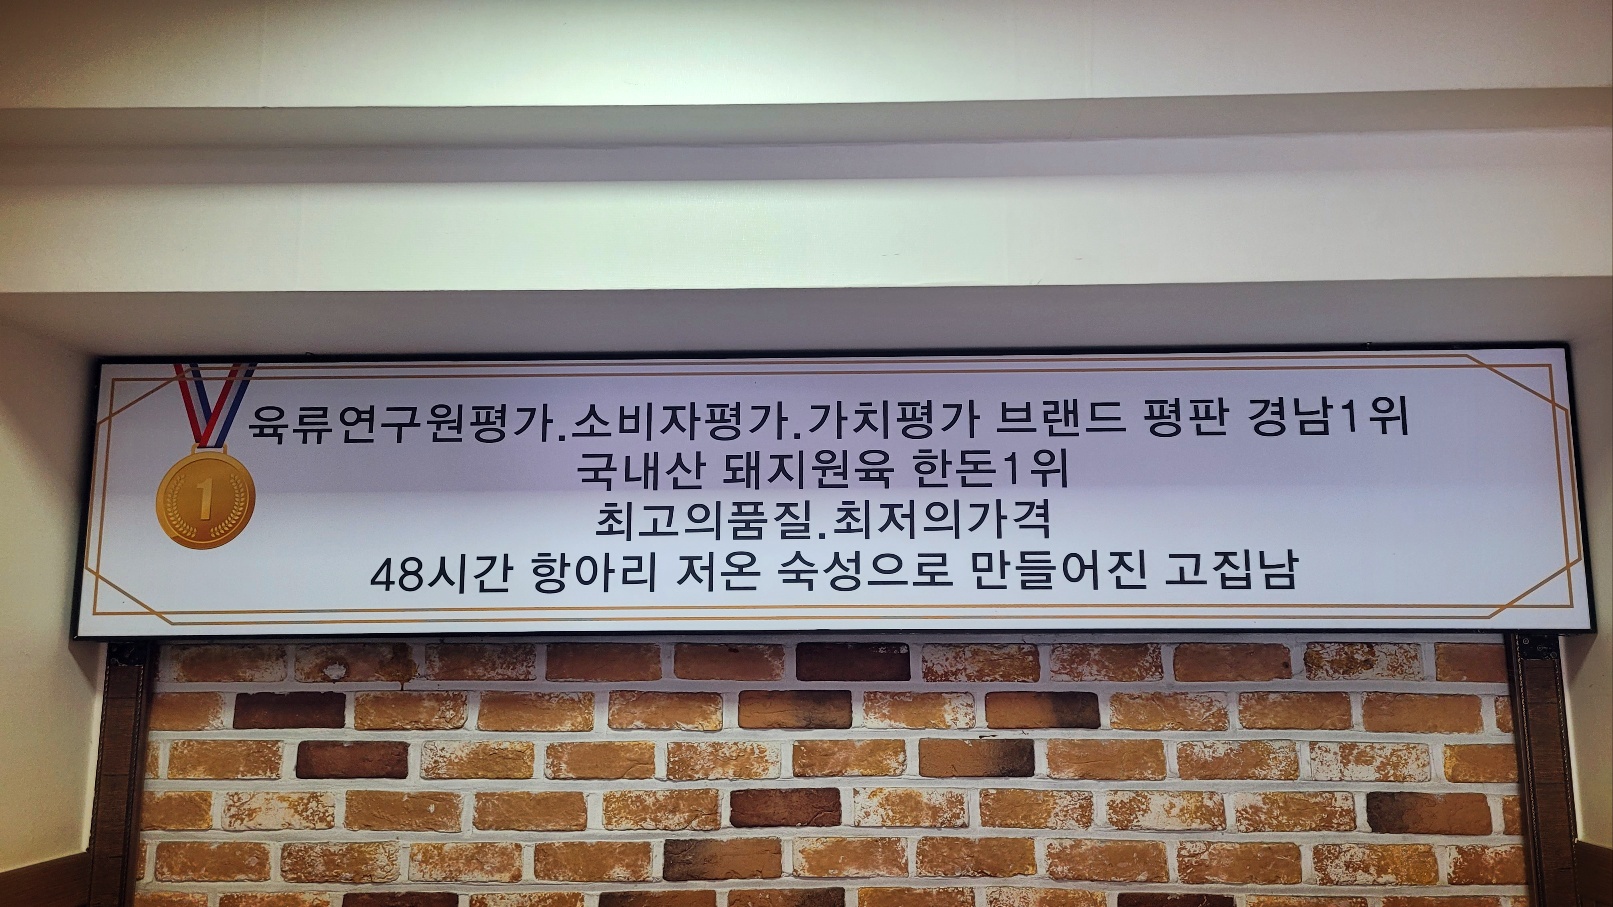 육류연구원평가.소비자평가.가치평가 브랜드 평판 경남1위
1
국내산 돼지원육 한돈1위
최고의품질.최저의가격
48시간 항아리 저온 숙성으로 만들어진 고집남